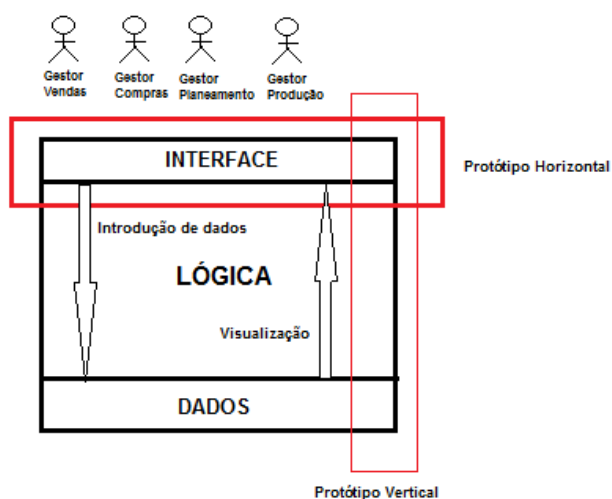 Gestor
Vendas
Gestor
Compras
Gestor
Planeamento
Gestor
Produção
INTERFACE
Protótipo Horizontal
Introdução de dados
LÓGICA
Visualização
DADOS
Protótipo Vertical